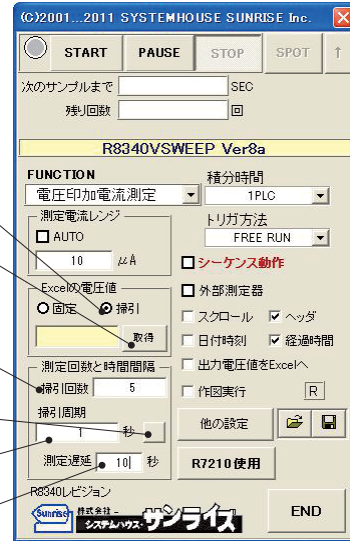 (C)2001...2011 SYSTEMHOUSE SUNRISE Inc.
START PAUSE STOP SPOT ↑
次のサンプルまで SEC
残り回数 回
R8340VSWEEP Ver8a
FUNCTION 積分時間
電圧印加電流測定 1PLC
測定電流レンジ トリガ方法
AUTO FREE RUN
10 μA シーケンス動作
Excelの電圧値 外部測定器
固定 掃引 スクロール ヘッダ
取得 日付時刻 経過時間
測定回数と時間間隔 出力電圧値をExcelへ
掃引回数 5 作図実行 R
掃引周期 他の設定
1 秒
測定遅延 10 秒 R7210使用
R8340レビジョン
Sunrise 株式会社 END
システムハウス サンライズ